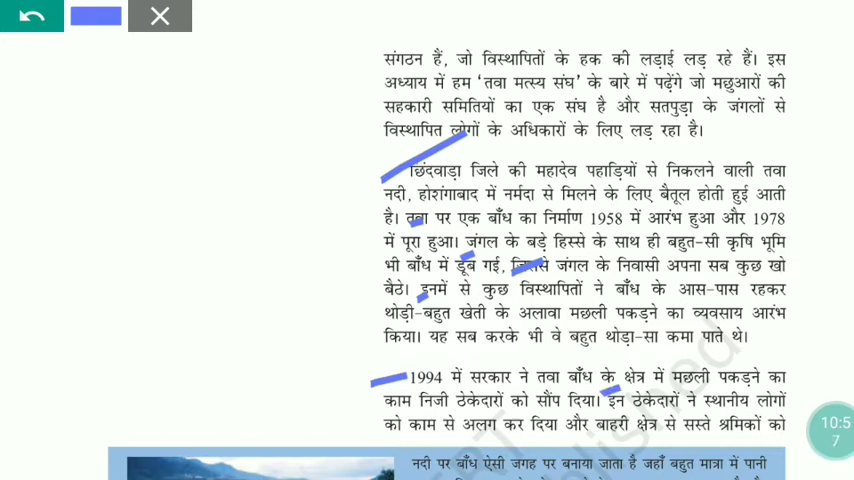 संगठन हैं, जो विस्थापितों के हक की लड़ाई लड़ रहे हैं। इस
अध्याय में हम ‘तवा मत्स्य संघ’ के बारे में पढ़ेंगे जो मछुआरों की
सहकारी समितियों का एक संघ है और सतपुड़ा के जंगलों से
विस्थापित लोगों के अधिकारों के लिए लड़ रहा है।
छिंदवाड़ा जिले की महादेव पहाड़ियों से निकलने वाली तवा
नदी, होशंगाबाद में नर्मदा से मिलने के लिए बैतूल होती हुई आती
है। तवा पर एक बाँध का निर्माण 1958 में आरंभ हुआ और 1978
में पूरा हुआ। जंगल के बड़े हिस्से के साथ ही बहुत-सी कृषि भूमि
भी बाँध में डूब गई, जिससे जंगल के निवासी अपना सब कुछ खो
बैठे। इनमें से कुछ विस्थापितों ने बाँध के आस-पास रहकर
थोड़ी-बहुत खेती के अलावा मछली पकड़ने का व्यवसाय आरंभ
किया। यह सब करके भी वे बहुत थोड़ा-सा कमा पाते थे।
1994 में सरकार ने तवा बाँध के क्षेत्र में मछली पकड़ने का
काम निजी ठेकेदारों को सौंप दिया। इन ठेकेदारों ने स्थानीय लोगों
को काम से अलग कर दिया और बाहरी क्षेत्र से सस्ते श्रमिकों को
10:5
7
नदी पर बाँध ऐसी जगह पर बनाया जाता है जहाँ बहुत मात्रा में पानी